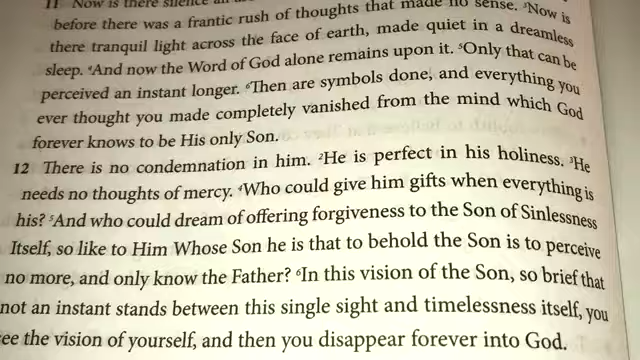 11 Now is there silence
before there was a frantic rush of thoughts that made no sense. ³Now is
there tranquil light across the face of earth, made quiet in a dreamless
sleep. ⁴And now the Word of God alone remains upon it. ⁵Only that can be
perceived an instant longer. ⁶Then are symbols done, and everything you
ever thought you made completely vanished from the mind which God
forever knows to be His only Son.
12 There is no condemnation in him. ²He is perfect in his holiness. ³He
needs no thoughts of mercy. ⁴Who could give him gifts when everything is
his? ⁵And who could dream of offering forgiveness to the Son of Sinlessness
Itself, so like to Him Whose Son he is that to behold the Son is to perceive
no more, and only know the Father? ⁶In this vision of the Son, so brief that
not an instant stands between this single sight and timelessness itself, you
ee the vision of yourself, and then you disappear forever into God.